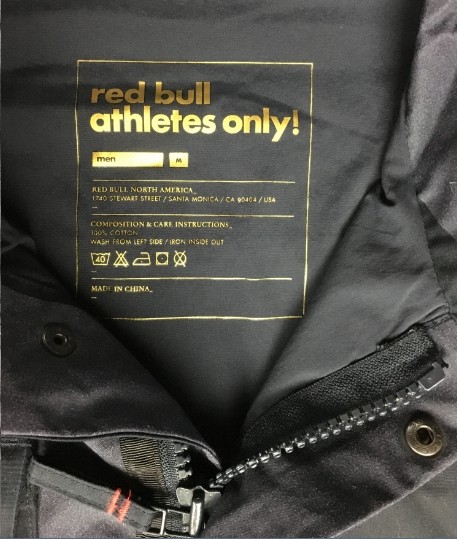 red bull
athletes only!
men M
RED BULL NORTH AMERICA_
1740 STEWART STREET / SANTA MONICA / CA 90404 / USA
COMPOSITION & CARE INSTRUCTIONS_
100% COTTON
WASH FROM LEFT SIDE / IRON INSIDE OUT
40
MADE IN CHINA_